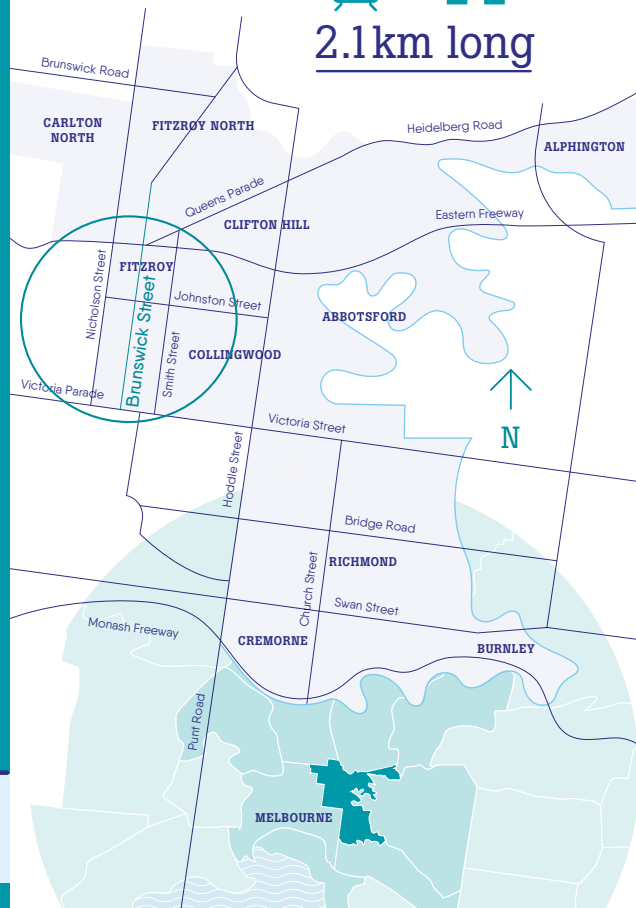 2.1km long
Brunswick Road
CARLTON
NORTH
FITZROY NORTH
Heidelberg Road
ALPHINGTON
Queens Parade
CLIFTON HILL
Eastern Freeway
FITZROY
Nicholson Street
Brunswick Street
Johnston Street
Smith Street
COLLINGWOOD
ABBOTSFORD
Victoria Parade
Victoria Street
N
Hoddle Street
Bridge Road
RICHMOND
Church Street
Swan Street
Monash Freeway
CREMORNE
BURNLEY
Punt Road
MELBOURNE